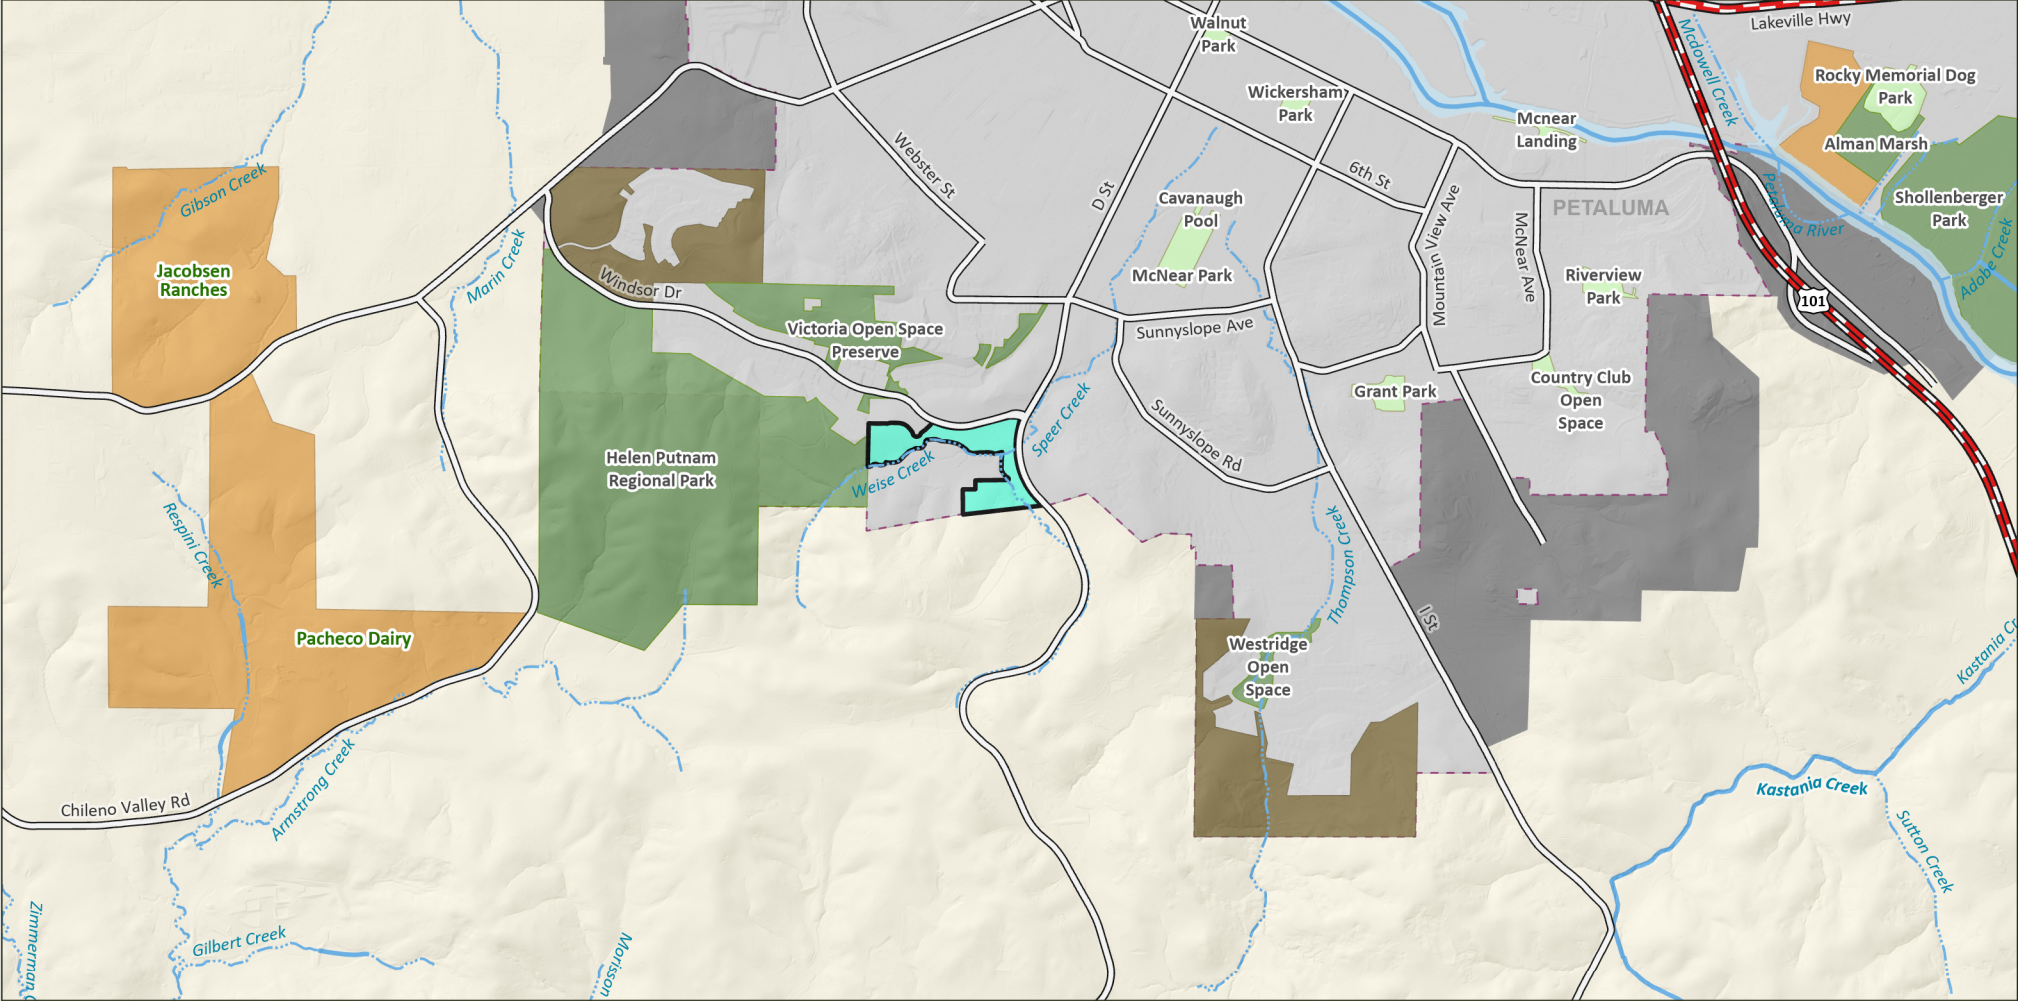 Lakeville Hwy
Walnut
Park
Mcdowell Creek
Rocky Memorial Dog
Park
Wickersham
Park
Mcnear
Landing
Alman Marsh
Webster St
6th St
D St
Gibson Creek
Cavanaugh
Pool
Mountain View Ave
McNear Ave
PETALUMA
Shollenberger
Park
Petaluma River
Adobe Creek
Marin Creek
Jacobsen
Ranches
Windsor Dr
McNear Park
Riverview
Park
101
Victoria Open Space
Preserve
Sunnyslope Ave
Speer Creek
Grant Park
Country Club
Open
Space
Sunnyslope Rd
Helen Putnam
Regional Park
Weise Creek
Respini Creek
Thompson Creek
I St
Pacheco Dairy
Westridge
Open
Space
Kastania Cr
Kastania Creek
Chileno Valley Rd
Armstrong Creek
Sutton Creek
Zimmerman C
Gilbert Creek
Morisson